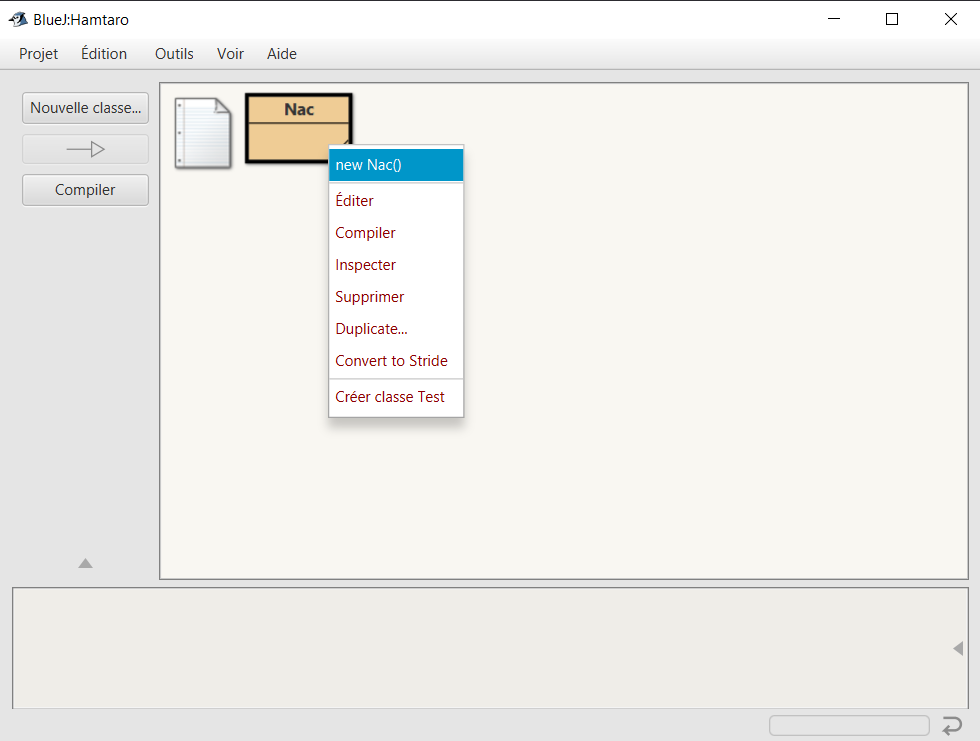 BlueJ:Hamtaro
Projet Édition Outils Voir Aide
Nouvelle classe...
Compiler
Nac
new Nac()
Éditer
Compiler
Inspecter
Supprimer
Duplicate...
Convert to Stride
Créer classe Test